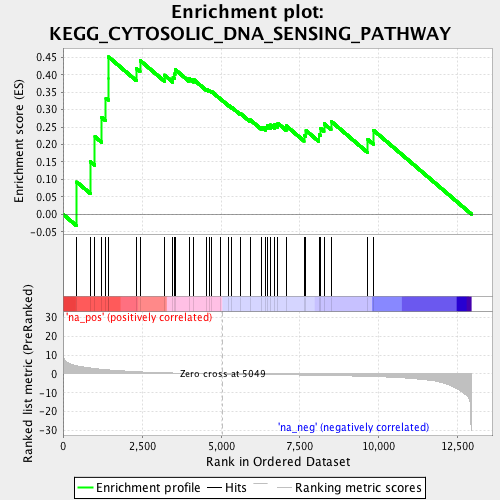 Enrichment plot:
KEGG_CYTOSOLIC_DNA_SENSING_PATHWAY
Enrichment score (ES)
0.45
0.40
0.35
0.30
0.25
0.20
0.15
0.10
0.05
0.00
-0.05
'na_pos' (positively correlated)
Ranked list metric (PreRanked)
30
20
10
0
-10
-20
-30
Zero cross at 5049
'na_neg' (negatively correlated)
0 2,500 5,000 7,500 10,000 12,500
Rank in Ordered Dataset
Enrichment profile Hits Ranking metric scores